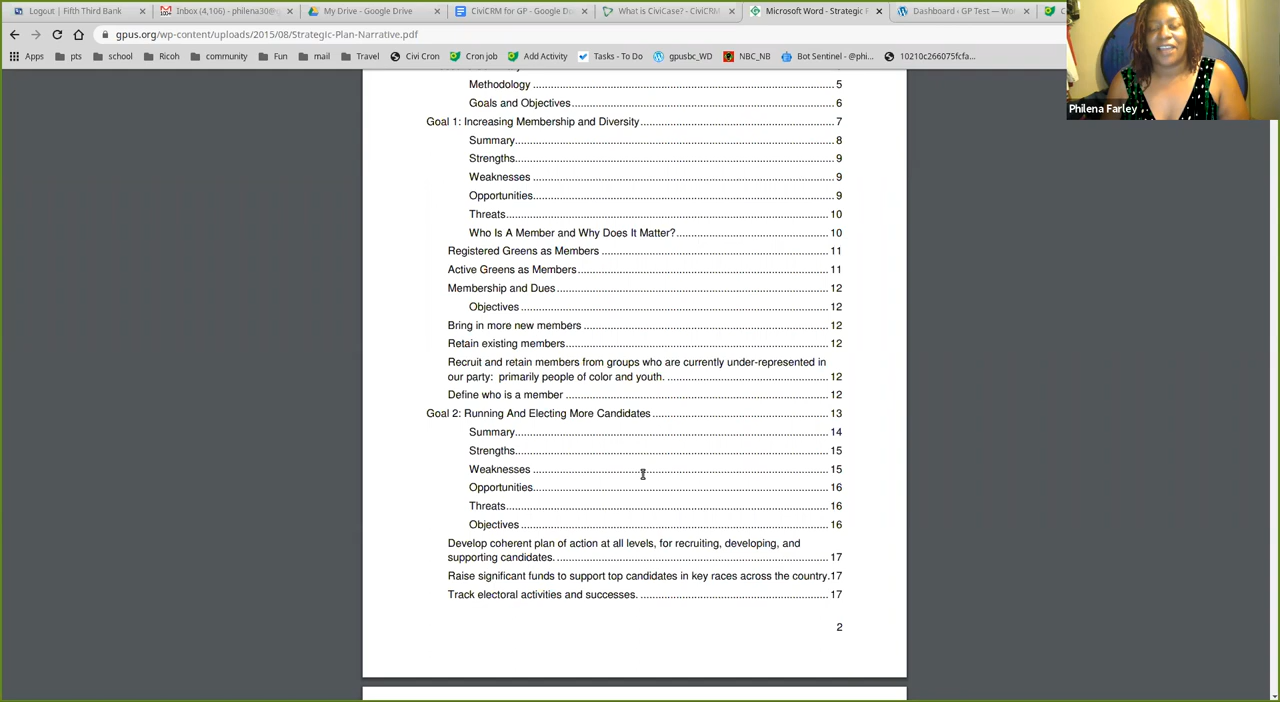 Logout | Fifth Third Bank
Inbox (4,106) - philena30@
My Drive - Google Drive
CiviCRM for GP - Google D
What is CiviCase? - CiviCRM
Microsoft Word - Strategic
Dashboard ‹ GP Test — Wo
gpus.org/wp-content/uploads/2015/08/Strategic-Plan-Narrative.pdf
Apps pts school Ricoh community Fun mail Travel Civi Cron Cron job Add Activity Tasks - To Do gpusbc_WD NBC_NB Bot Sentinel - @phi... 10210c266075fcfa...
Philena Farley
Methodology 5
Goals and Objectives 6
Goal 1: Increasing Membership and Diversity 7
Summary 8
Strengths 9
Weaknesses 9
Opportunities 9
Threats 10
Who Is A Member and Why Does It Matter? 10
Registered Greens as Members 11
Active Greens as Members 11
Membership and Dues 12
Objectives 12
Bring in more new members 12
Retain existing members 12
Recruit and retain members from groups who are currently under-represented in
our party: primarily people of color and youth. 12
Define who is a member 12
Goal 2: Running And Electing More Candidates 13
Summary 14
Strengths 15
Weaknesses 15
Opportunities 16
Threats 16
Objectives 16
Develop coherent plan of action at all levels, for recruiting, developing, and
supporting candidates. 17
Raise significant funds to support top candidates in key races across the country. 17
Track electoral activities and successes. 17
2